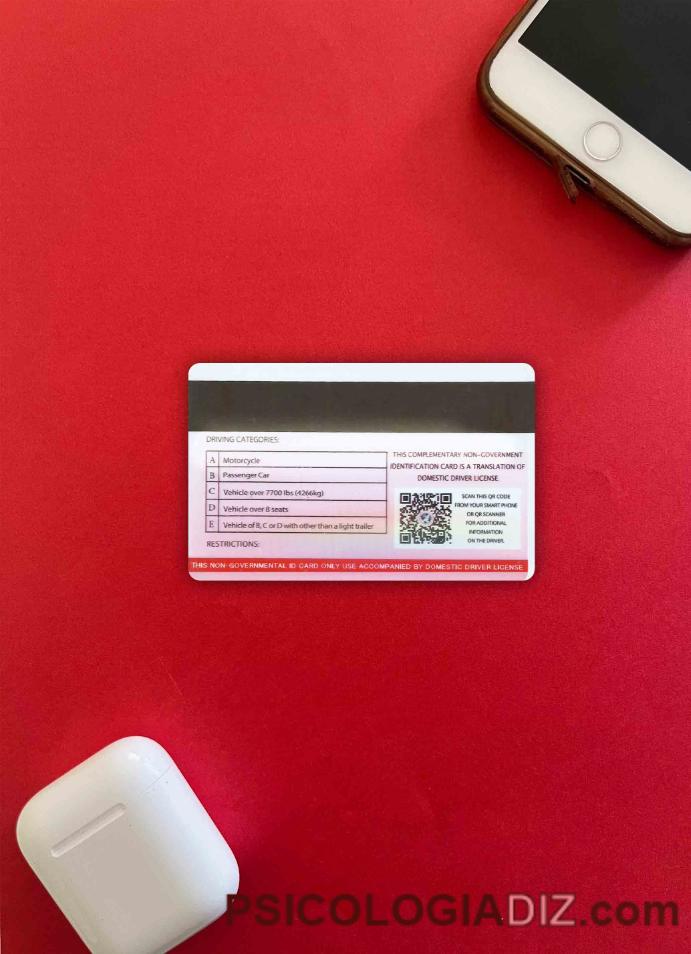 DRIVING CATEGORIES:
A Motorcycle
B Passenger Car
C Vehicle over 7700 lbs (4266kg)
D Vehicle over 8 seats
E Vehicle of B, C or D with other than a light trailer
RESTRICTIONS:
THIS COMPLEMENTARY NON-GOVERNMENT
IDENTIFICATION CARD IS A TRANSLATION OF
DOMESTIC DRIVER LICENSE.
SCAN THIS QR CODE
FROM YOUR SMART PHONE
OR QR SCANNER
FOR ADDITIONAL
INFORMATION
ON THE DRIVER.
THIS NON-GOVERNMENTAL ID CARD ONLY USE ACCOMPANIED BY DOMESTIC DRIVER LICENSE
PSICOLOGIADIZ.com